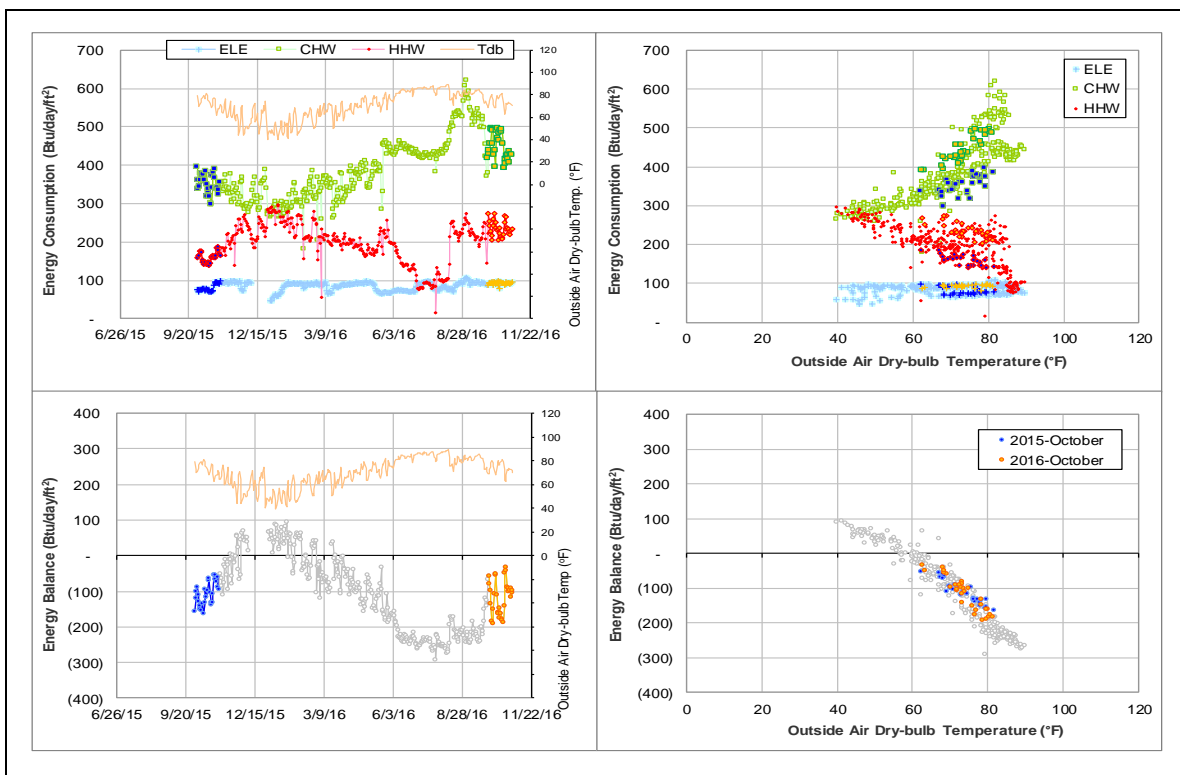 ELE CHW HHW Tdb
700
600
500
400
300
200
100
-
Energy Consumption (Btu/day/ft²)
120
100
80
60
40
20
0
Outside Air Dry-bulb Temp. (°F)
6/26/15 9/20/15 12/15/15 3/9/16 6/3/16 8/28/16 11/22/16
700
600
500
400
300
200
100
-
Energy Consumption (Btu/day/ft²)
ELE
CHW
HHW
0 20 40 60 80 100 120
Outside Air Dry-bulb Temperature (°F)
400
300
200
100
-
(100)
(200)
(300)
(400)
Energy Balance (Btu/day/ft²)
120
100
80
60
40
20
0
Outside Air Dry-bulb Temp (°F)
6/26/15 9/20/15 12/15/15 3/9/16 6/3/16 8/28/16 11/22/16
400
300
200
100
-
(100)
(200)
(300)
(400)
Energy Balance (Btu/day/ft²)
2015-October
2016-October
0 20 40 60 80 100 120
Outside Air Dry-bulb Temperature (°F)